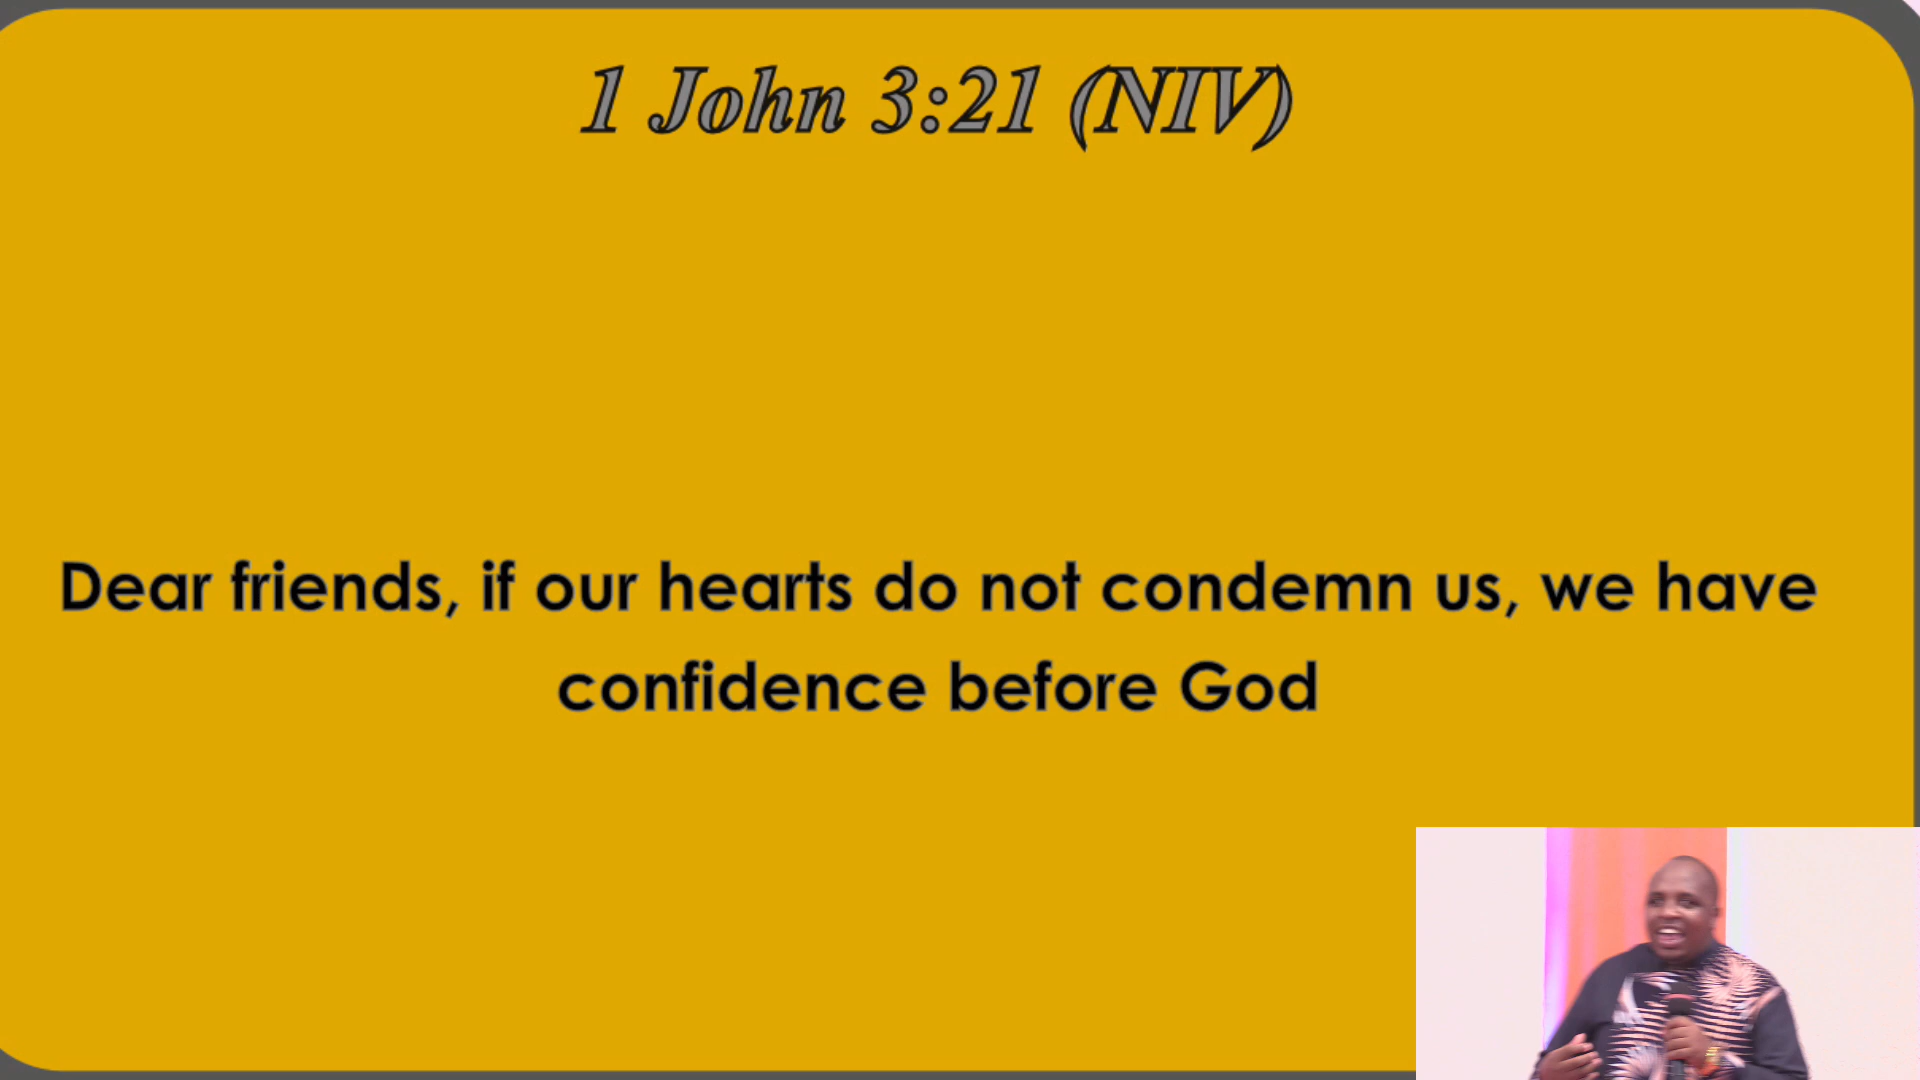 1 John 3:21 (NIV)
Dear friends, if our hearts do not condemn us, we have
confidence before God